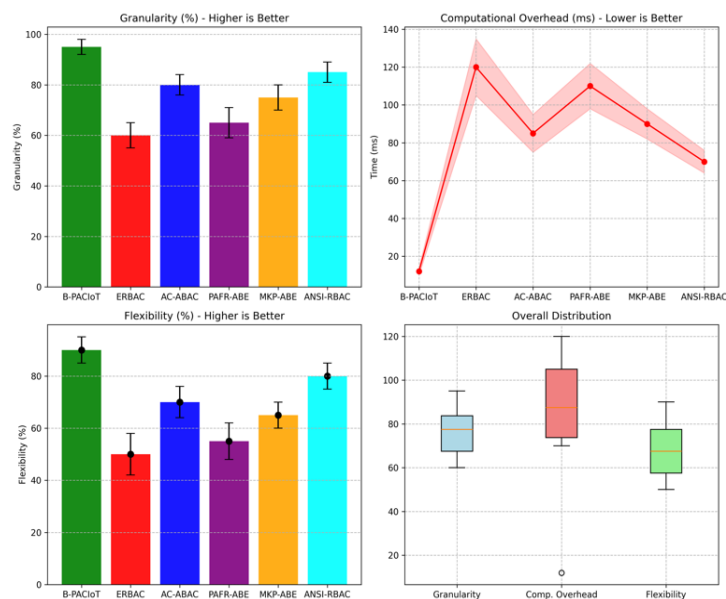 Granularity (%) - Higher is Better
Granularity (%)
100
80
60
40
20
0
B-PACIoT ERBAC AC-ABAC PAFR-ABE MKP-ABE ANSI-RBAC
Computational Overhead (ms) - Lower is Better
Time (ms)
140
120
100
80
60
40
20
B-PACIoT ERBAC AC-ABAC PAFR-ABE MKP-ABE ANSI-RBAC
Flexibility (%) - Higher is Better
Flexibility (%)
80
60
40
20
0
B-PACIoT ERBAC AC-ABAC PAFR-ABE MKP-ABE ANSI-RBAC
Overall Distribution
120
100
80
60
40
20
Granularity Comp. Overhead Flexibility